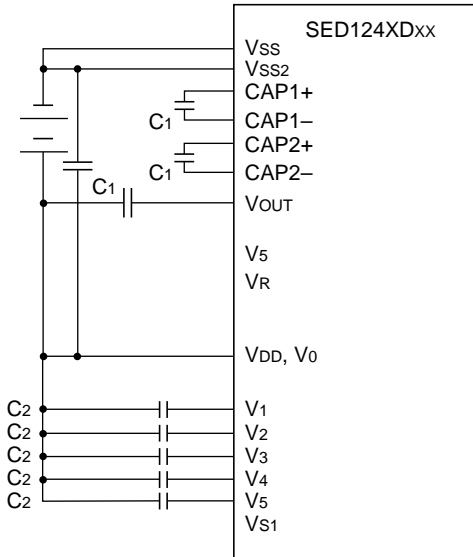 SED124XDXX
VSS
VSS2
CAP1+
C1
CAP1–
CAP2+
C1
CAP2–
C1
VOUT
V5
VR
VDD, V0
C2
V1
C2
V2
C2
V3
C2
V4
C2
V5
VS1